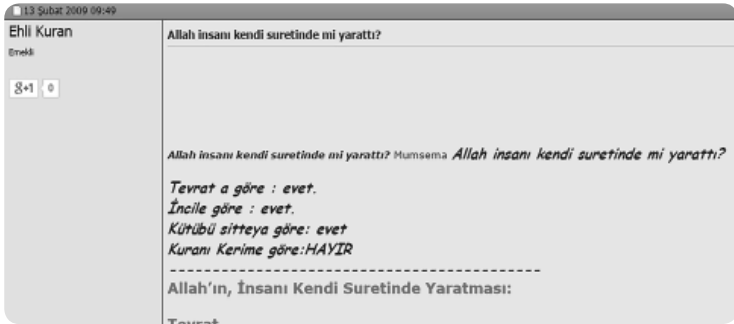 13 Şubat 2009 09:49
Ehli Kuran
Emekli
g+1 0
Allah insanı kendi suretinde mi yarattı?
Allah insanı kendi suretinde mi yarattı? Mumsema Allah insanı kendi suretinde mi yarattı?
Tevrat a göre : evet.
İncile göre : evet.
Kütübü sitteya göre: evet
Kuranı Kerime göre:HAYIR
-------------------------------------------
Allah'ın, İnsanı Kendi Suretinde Yaratması:
Tevrat